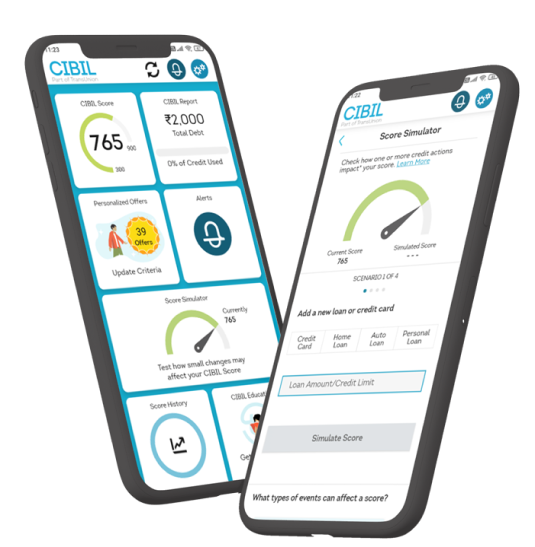 11:23
CIBIL
Part of TransUnion
CIBIL Score
765
900
300
CIBIL Report
₹2,000
Total Debt
0% of Credit Used
Personalized Offers
39
Offers
Update Criteria
Alerts
Score Simulator
Currently
765
Test how small changes may
affect your CIBIL Score
Score History
CIBIL Educat
Get
CIBIL
Part of TransUnion
Score Simulator
Check how one or more credit actions
impact* your score. Learn More
Current Score
765
Simulated Score
---
SCENARIO 1 OF 4
Add a new loan or credit card
Credit
Card
Home
Loan
Auto
Loan
Personal
Loan
Loan Amount/Credit Limit
Simulate Score
What types of events can affect a score?